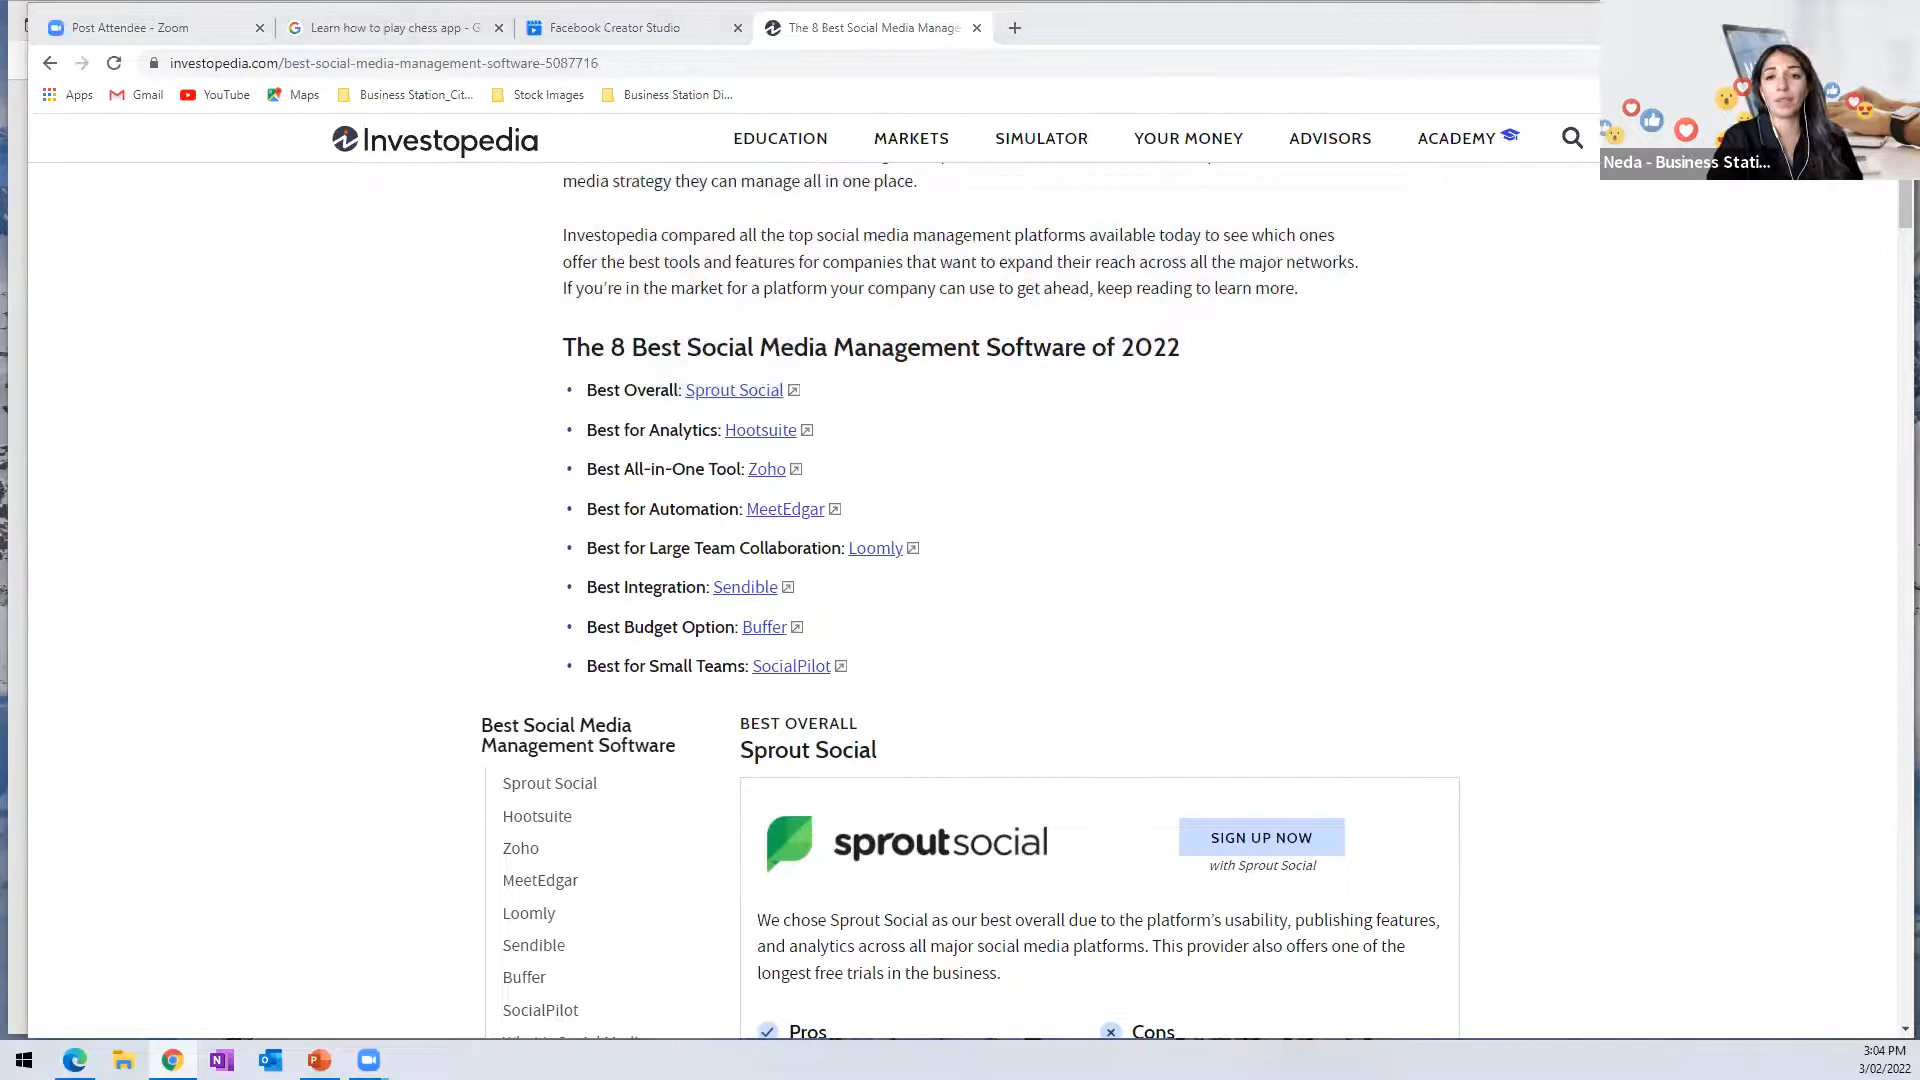 Post Attendee - Zoom
Learn how to play chess app - G
Facebook Creator Studio
The 8 Best Social Media Manage
investopedia.com/best-social-media-management-software-5087716
Apps
Gmail
YouTube
Maps
Business Station_Cit...
Stock Images
Business Station Di...
Investopedia
EDUCATION
MARKETS
SIMULATOR
YOUR MONEY
ADVISORS
ACADEMY
Neda - Business Stati...
media strategy they can manage all in one place.
Investopedia compared all the top social media management platforms available today to see which ones
offer the best tools and features for companies that want to expand their reach across all the major networks.
If you’re in the market for a platform your company can use to get ahead, keep reading to learn more.
The 8 Best Social Media Management Software of 2022
• Best Overall: Sprout Social
• Best for Analytics: Hootsuite
• Best All-in-One Tool: Zoho
• Best for Automation: MeetEdgar
• Best for Large Team Collaboration: Loomly
• Best Integration: Sendible
• Best Budget Option: Buffer
• Best for Small Teams: SocialPilot
Best Social Media
Management Software
Sprout Social
Hootsuite
Zoho
MeetEdgar
Loomly
Sendible
Buffer
SocialPilot
BEST OVERALL
Sprout Social
sproutsocial
SIGN UP NOW
with Sprout Social
We chose Sprout Social as our best overall due to the platform’s usability, publishing features,
and analytics across all major social media platforms. This provider also offers one of the
longest free trials in the business.
Pros
Cons
3:04 PM
3/02/2022